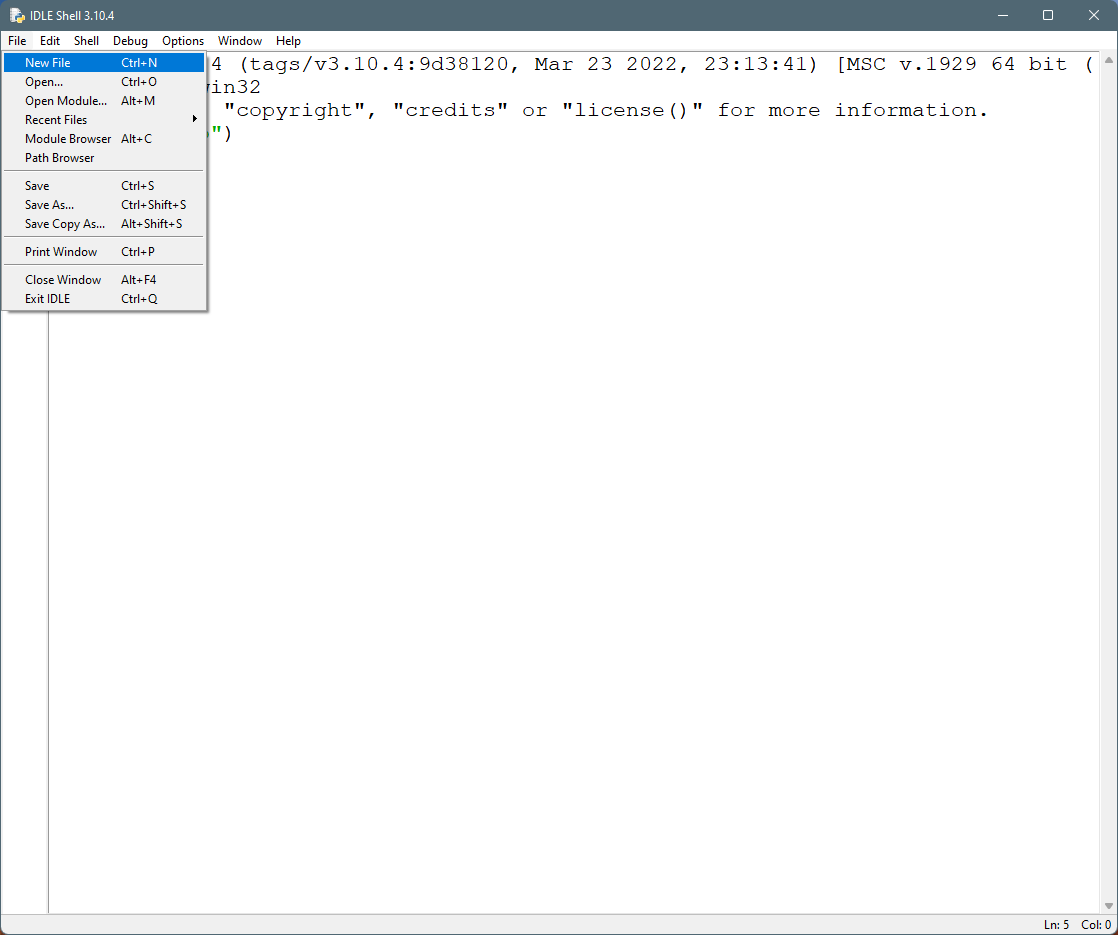 IDLE Shell 3.10.4
File Edit Shell Debug Options Window Help
4 (tags/v3.10.4:9d38120, Mar 23 2022, 23:13:41) [MSC v.1929 64 bit (
in32
"copyright", "credits" or "license()" for more information.
")
New File Ctrl+N
Open... Ctrl+O
Open Module... Alt+M
Recent Files
Module Browser Alt+C
Path Browser
Save Ctrl+S
Save As... Ctrl+Shift+S
Save Copy As... Alt+Shift+S
Print Window Ctrl+P
Close Window Alt+F4
Exit IDLE Ctrl+Q
Ln: 5 Col: 0